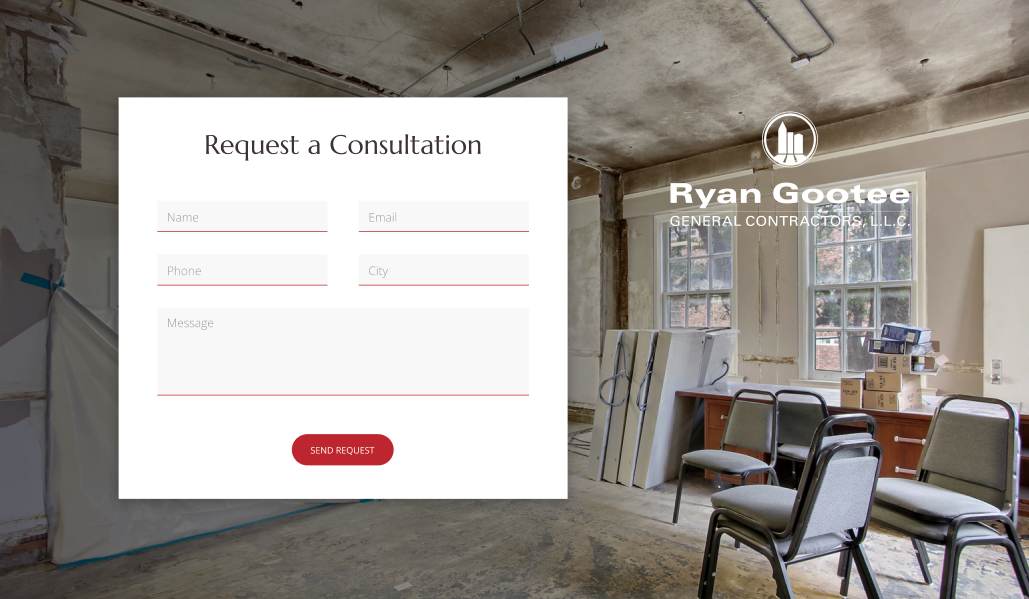 Request a Consultation
Name
Email
Phone
City
Message
SEND REQUEST
Ryan Gootee
GENERAL CONTRACTORS, L.L.C.